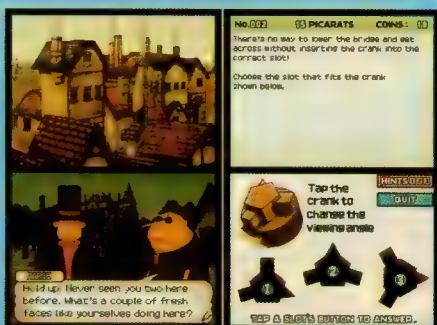 No.002 15 PICARATS COINS: 10
There's no way to lower the bridge and get
across without inserting the crank into the
correct slot!
Choose the slot that fits the crank
shown below.
Hold up. Never seen you two here
before. What's a couple of fresh
faces like yourselves doing here?
Tap the
crank to
change the
viewing angle
HINTS
QUIT
1
2
3
TAP A SLOT'S BUTTON TO ANSWER.